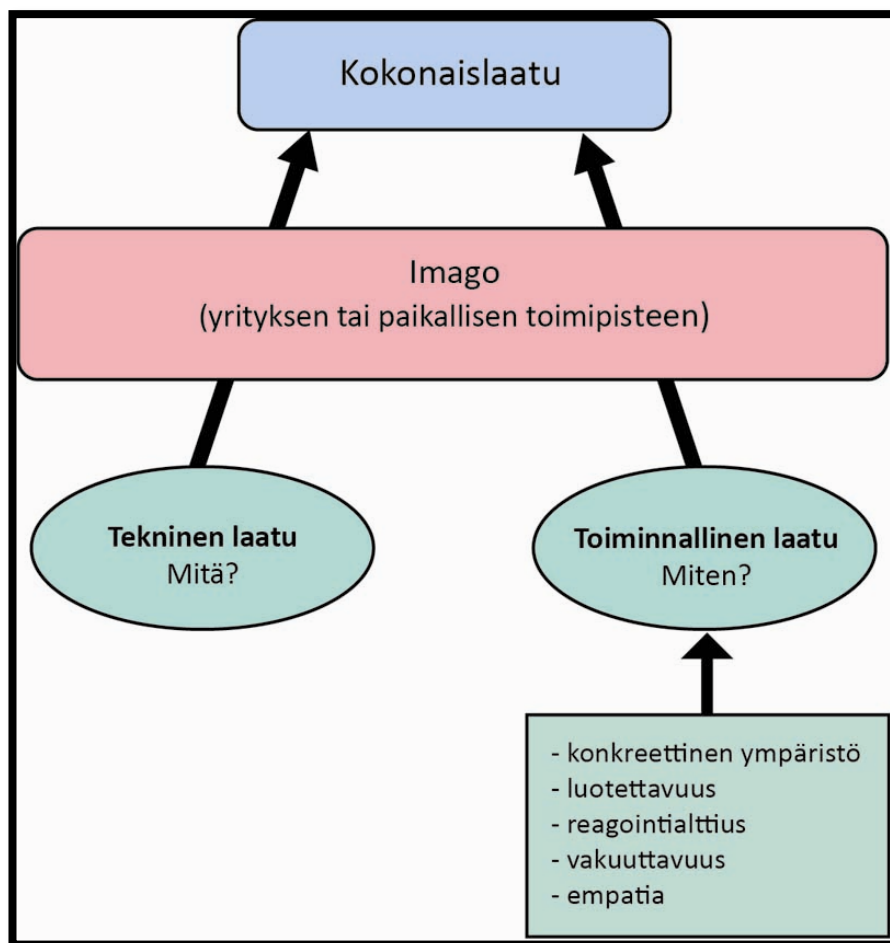 Kokonaislaatu
Imago
(yrityksen tai paikallisen toimipisteen)
Tekninen laatu
Mitä?
Toiminnallinen laatu
Miten?
- konkreettinen ympäristö
- luotettavuus
- reagointialttius
- vakuuttavuus
- empatia